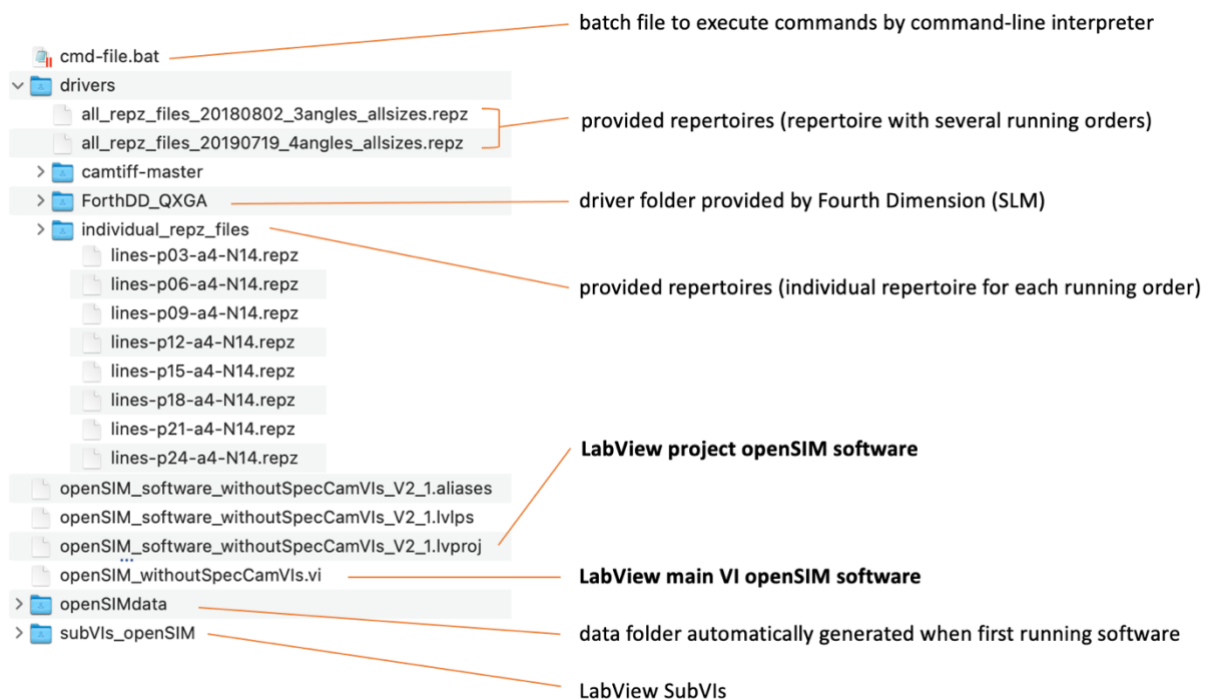 batch file to execute commands by command-line interpreter
cmd-file.bat
drivers
all_repz_files_20180802_3angles_allsizes.repz
provided repertoires (repertoire with several running orders)
all_repz_files_20190719_4angles_allsizes.repz
camtiff-master
ForthDD_QXGA
driver folder provided by Fourth Dimension (SLM)
individual_repz_files
lines-p03-a4-N14.repz
lines-p06-a4-N14.repz
provided repertoires (individual repertoire for each running order)
lines-p09-a4-N14.repz
lines-p12-a4-N14.repz
lines-p15-a4-N14.repz
lines-p18-a4-N14.repz
lines-p21-a4-N14.repz
LabView project openSIM software
lines-p24-a4-N14.repz
openSIM_software_withoutSpecCamVIs_V2_1.aliases
openSIM_software_withoutSpecCamVIs_V2_1.lvlps
openSIM_software_withoutSpecCamVIs_V2_1.lvproj
openSIM_withoutSpecCamVIs.vi
LabView main VI openSIM software
openSIMdata
data folder automatically generated when first running software
subVIs_openSIM
LabView SubVIs